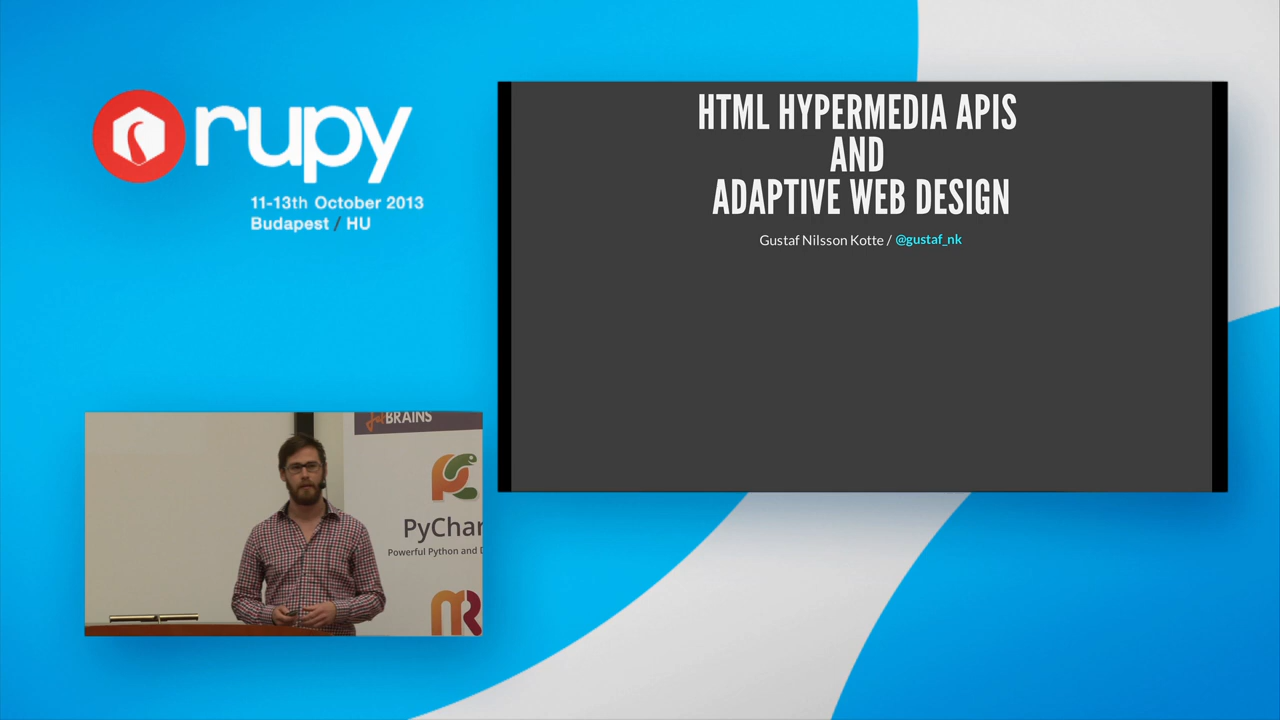 rupy
11-13th October 2013
Budapest / HU
HTML HYPERMEDIA APIS
AND
ADAPTIVE WEB DESIGN
Gustaf Nilsson Kotte / @gustaf_nk
JetBRAINS
PyChar
Powerful Python and D